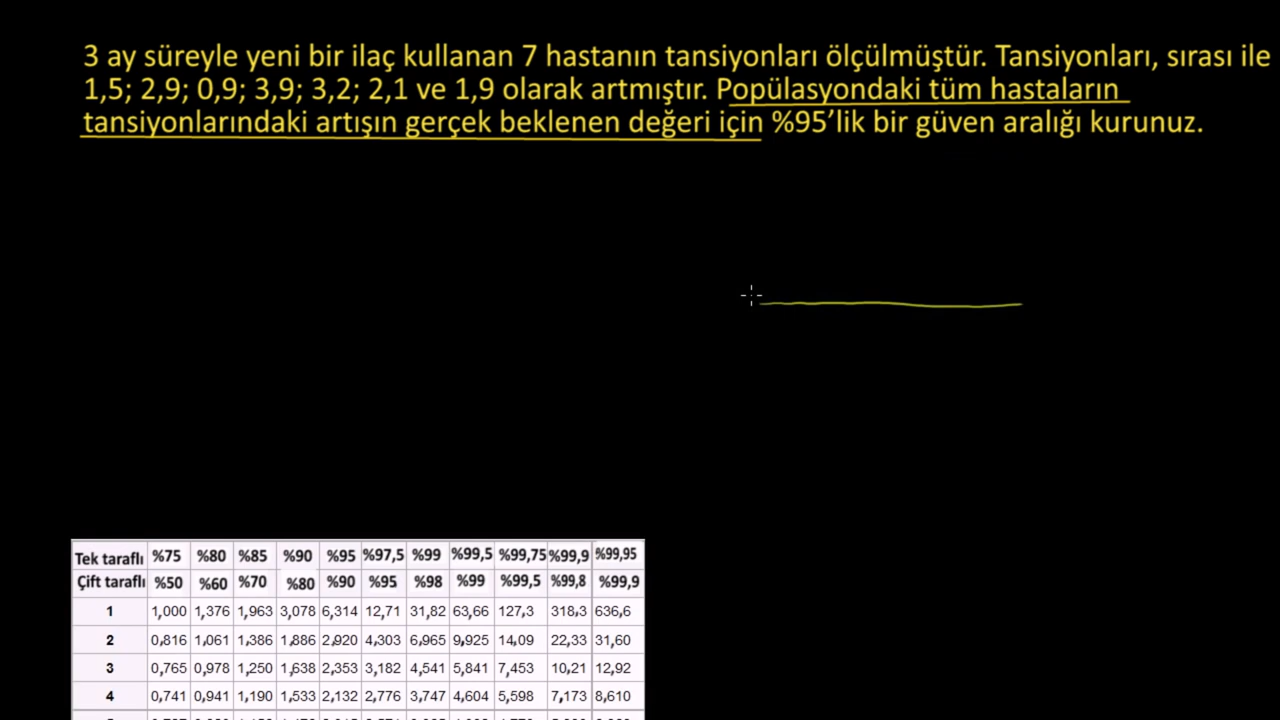 3 ay süreyle yeni bir ilaç kullanan 7 hastanın tansiyonları ölçülmüştür. Tansiyonları, sırası ile
1,5; 2,9; 0,9; 3,9; 3,2; 2,1 ve 1,9 olarak artmıştır. Popülasyondaki tüm hastaların
tansiyonlarındaki artışın gerçek beklenen değeri için %95'lik bir güven aralığı kurunuz.
Tek taraflı %75 %80 %85 %90 %95 %97,5 %99 %99,5 %99,75 %99,9 %99,95
Çift taraflı %50 %60 %70 %80 %90 %95 %98 %99 %99,5 %99,8 %99,9
1 1,000 1,376 1,963 3,078 6,314 12,71 31,82 63,66 127,3 318,3 636,6
2 0,816 1,061 1,386 1,886 2,920 4,303 6,965 9,925 14,09 22,33 31,60
3 0,765 0,978 1,250 1,638 2,353 3,182 4,541 5,841 7,453 10,21 12,92
4 0,741 0,941 1,190 1,533 2,132 2,776 3,747 4,604 5,598 7,173 8,610